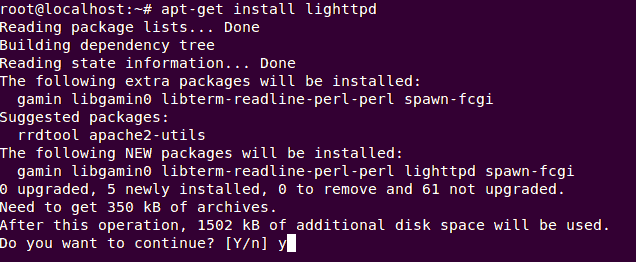 root@localhost:~# apt-get install lighttpd
Reading package lists... Done
Building dependency tree
Reading state information... Done
The following extra packages will be installed:
  gamin libgamin0 libterm-readline-perl-perl spawn-fcgi
Suggested packages:
  rrdtool apache2-utils
The following NEW packages will be installed:
  gamin libgamin0 libterm-readline-perl-perl lighttpd spawn-fcgi
0 upgraded, 5 newly installed, 0 to remove and 61 not upgraded.
Need to get 350 kB of archives.
After this operation, 1502 kB of additional disk space will be used.
Do you want to continue? [Y/n] y